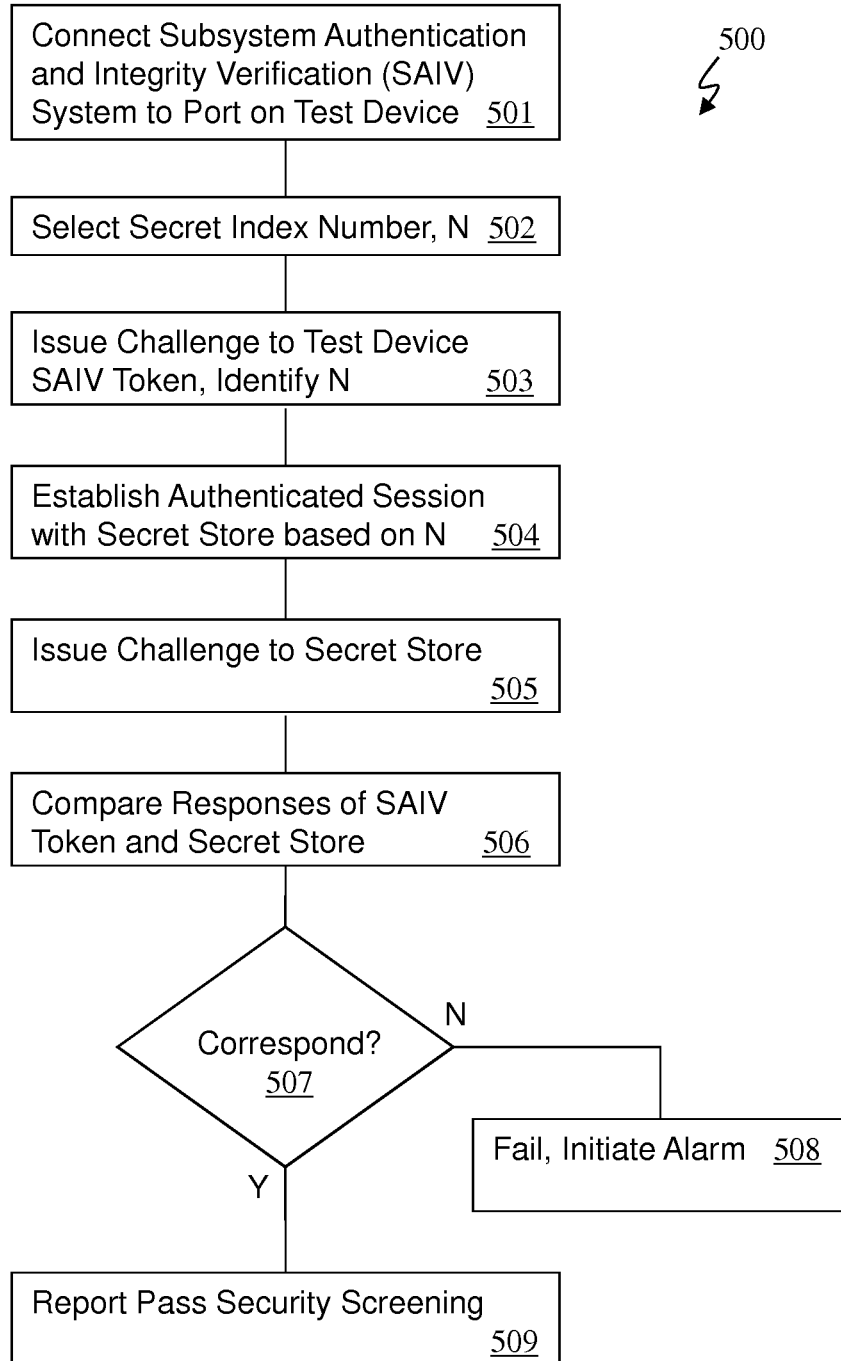 Connect Subsystem Authentication
and Integrity Verification (SAIV)
System to Port on Test Device 501
500
Select Secret Index Number, N 502
Issue Challenge to Test Device
SAIV Token, Identify N 503
Establish Authenticated Session
with Secret Store based on N 504
Issue Challenge to Secret Store
505
Compare Responses of SAIV
Token and Secret Store 506
Correspond?
507
N
Fail, Initiate Alarm 508
Y
Report Pass Security Screening
509